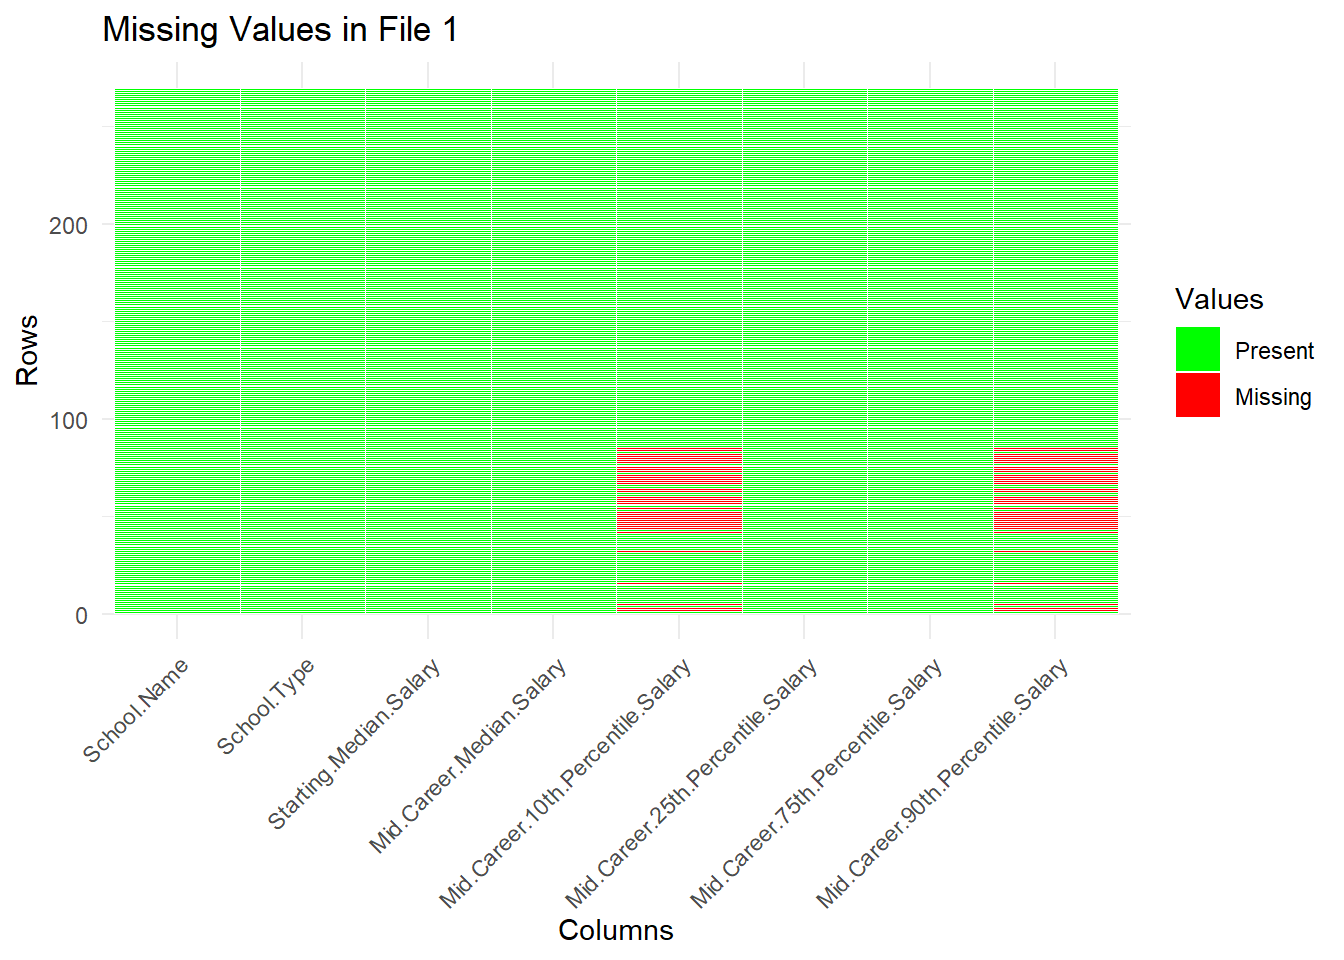 Missing Values in File 1
Rows
200
100
0
School.Name
School.Type
Starting.Median.Salary
Mid.Career.Median.Salary
Mid.Career.10th.Percentile.Salary
Mid.Career.25th.Percentile.Salary
Mid.Career.75th.Percentile.Salary
Mid.Career.90th.Percentile.Salary
Columns
Values
Present
Missing